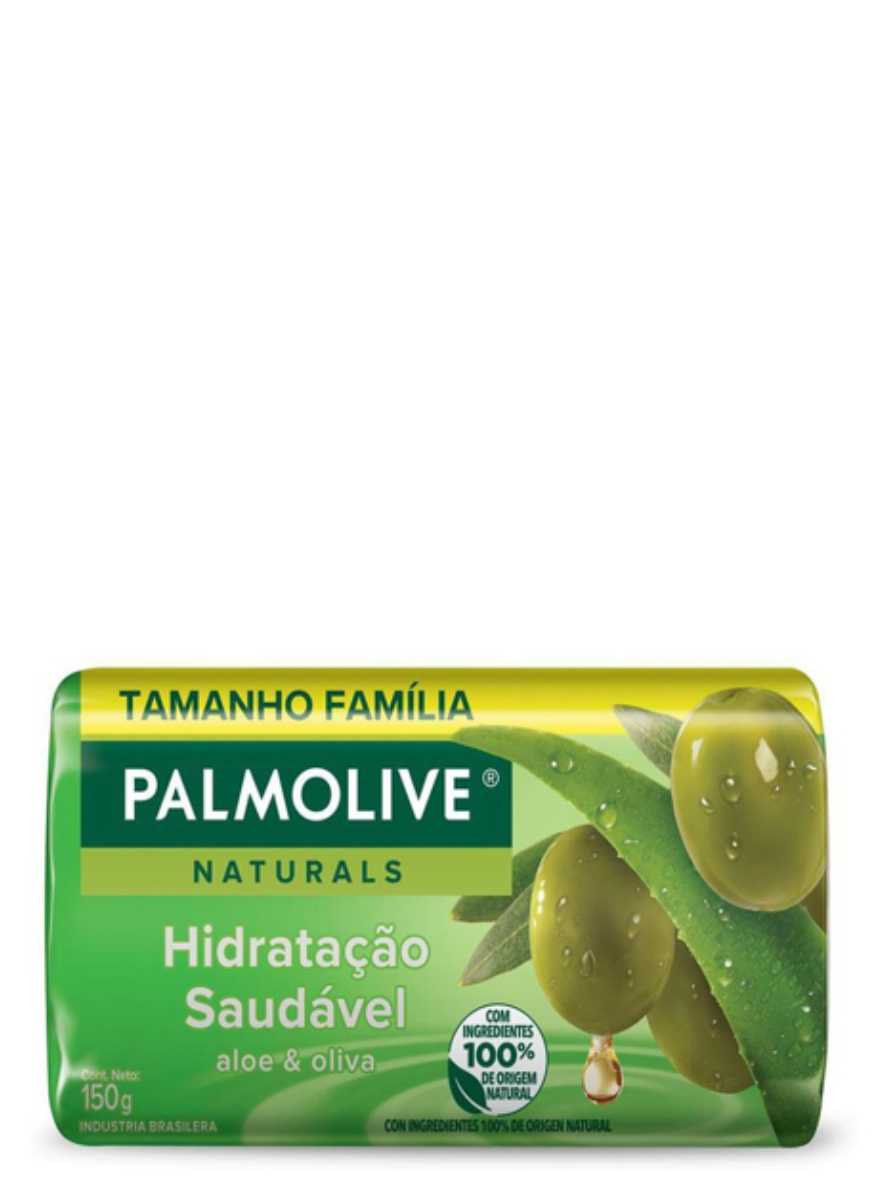 TAMANHO FAMÍLIA
PALMOLIVE®
NATURALS
Hidratação
Saudável
aloe & oliva
COM
INGREDIENTES
100%
DE ORIGEM
NATURAL
Cont. Neto:
150g
INDUSTRIA BRASILERA
CON INGREDIENTES 100% DE ORIGEN NATURAL